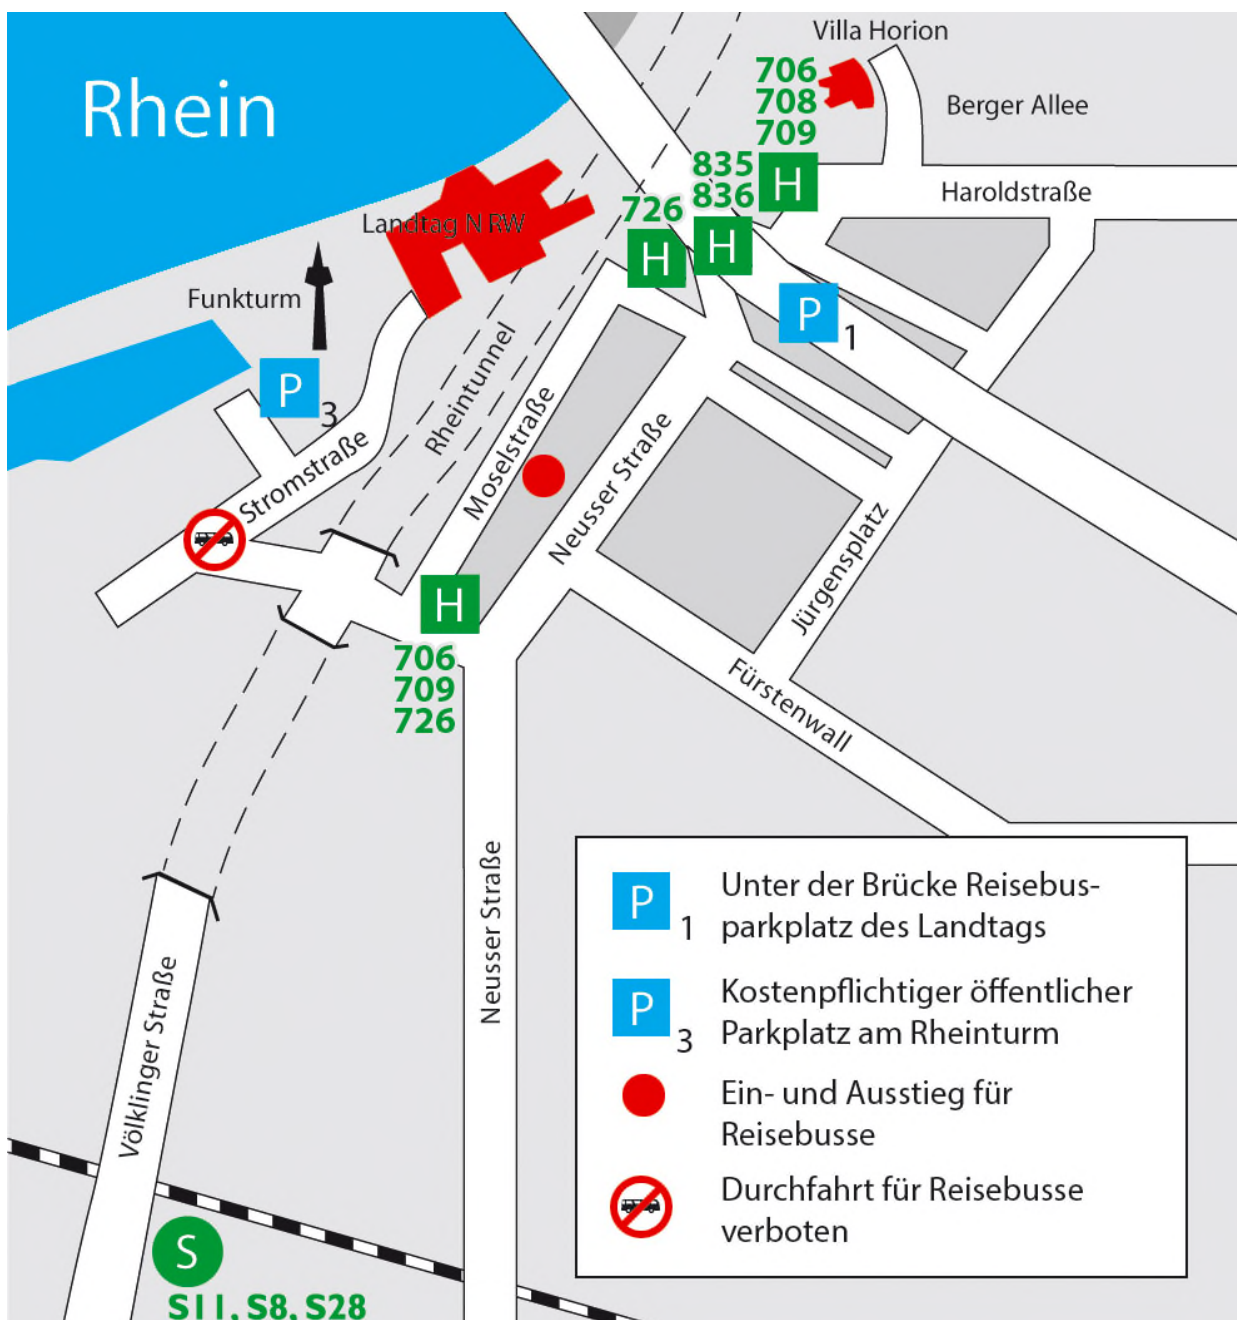 Villa Horion
706
708
709
Rhein
Berger Allee
835
836
H
Haroldstraße
726
H
H
Landtag NRW
Funkturm
P
1
P
3
Rheintunnel
Moselstraße
Neusser Straße
Stromstraße
Jürgensplatz
H
706
709
726
Fürstenwall
Neusser Straße
Völklinger Straße
P
1
Unter der Brücke Reisebus-
parkplatz des Landtags
P
3
Kostenpflichtiger öffentlicher
Parkplatz am Rheinturm
Ein- und Ausstieg für
Reisebusse
Durchfahrt für Reisebusse
verboten
S
S11, S8, S28